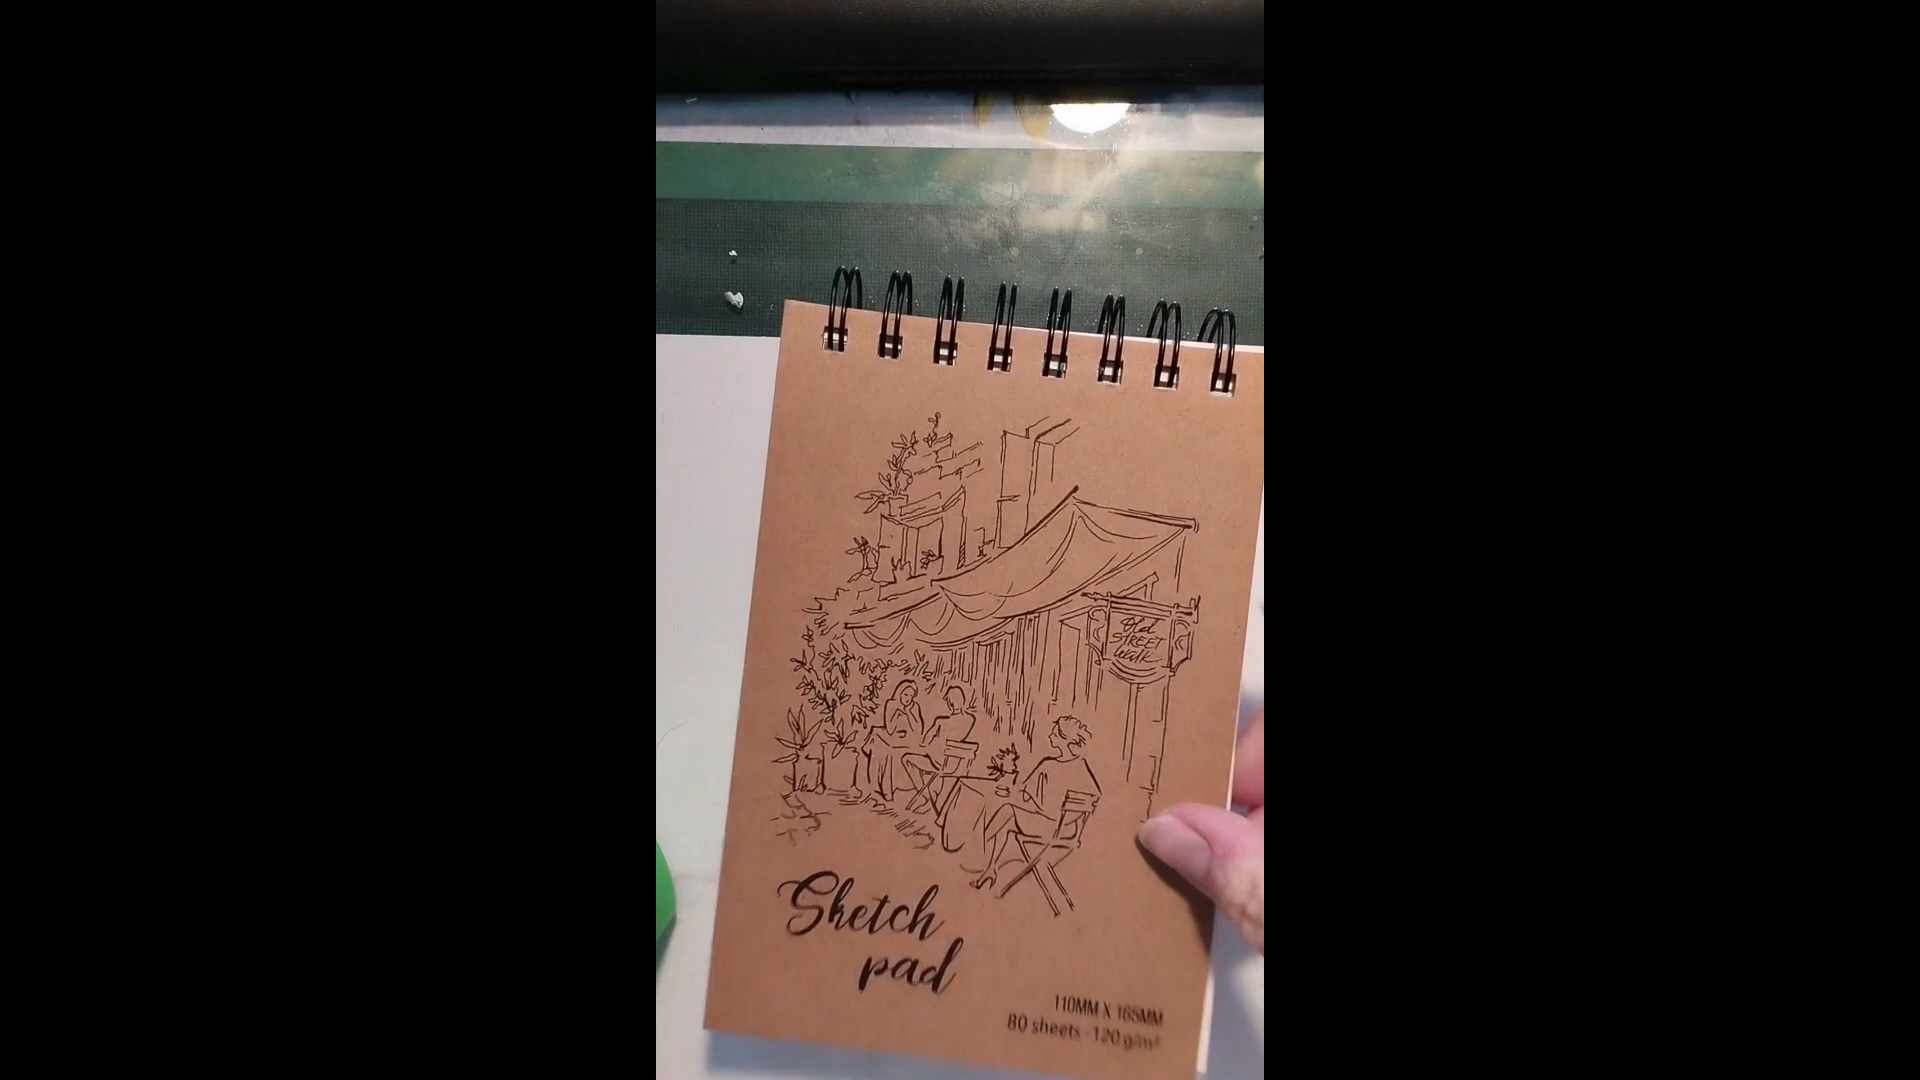 Old
STREET
Walk
Sketch
pad
110MM X 165MM
80 sheets · 120 g/m²